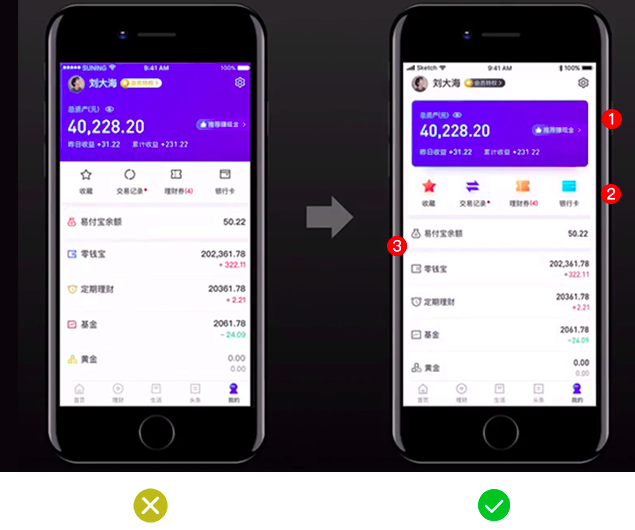 SUNING 9:41 AM 100%
刘大海 会员特权 >
总资产(元)
40,228.20
推荐赚现金 >
昨日收益 +31.22 累计收益 +231.22
收藏 交易记录 理财券(4) 银行卡
易付宝余额 50.22
零钱宝 202,361.78
+322.11
定期理财 20361.78
+2.21
基金 2061.78
-24.09
黄金 0.00
0.00
首页 理财 生活 头条 我的
Sketch 9:41 AM 100%
刘大海 会员特权 >
总资产(元)
40,228.20
推荐赚现金 >
昨日收益 +31.22 累计收益 +231.22
1
收藏 交易记录 理财券(4) 银行卡
2
3
易付宝余额 50.22
零钱宝 202,361.78
+322.11
定期理财 20361.78
+2.21
基金 2061.78
-24.09
黄金 0.00
0.00
首页 理财 生活 头条 我的